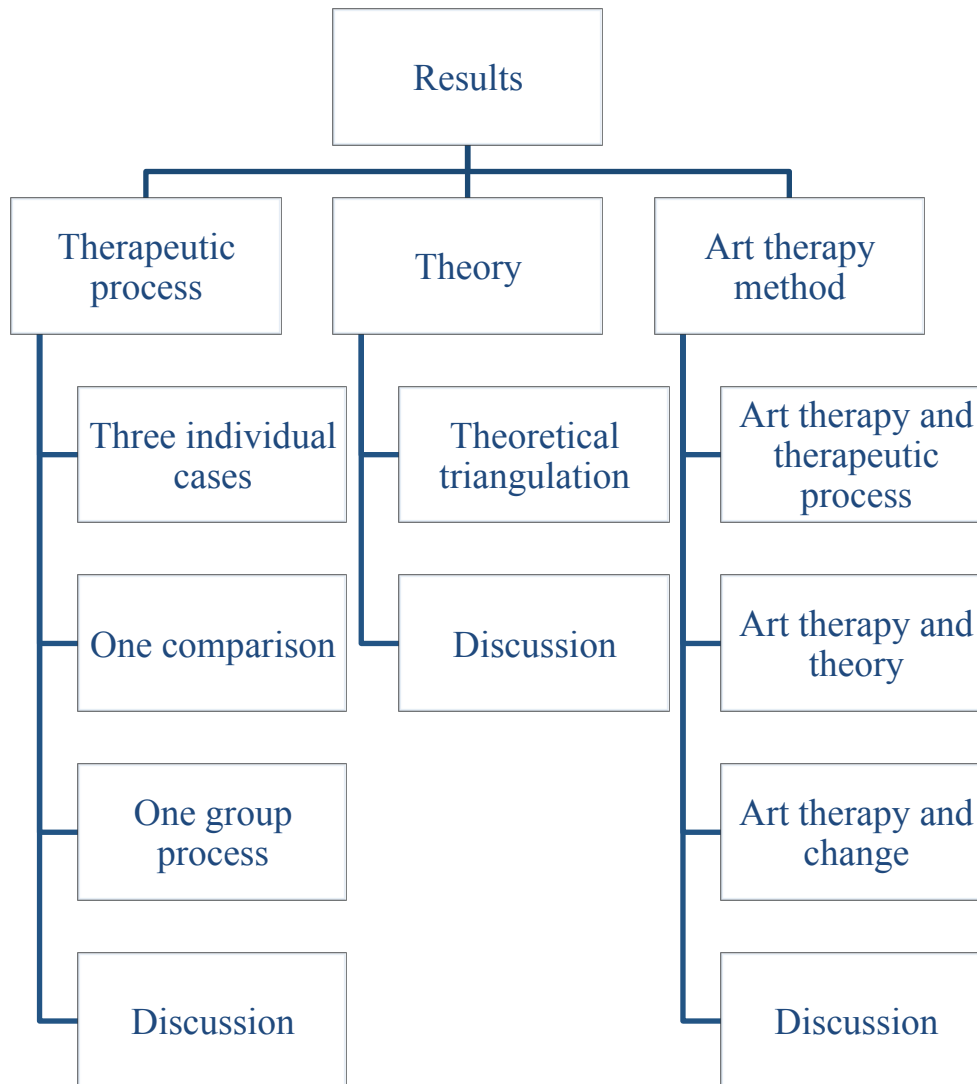 Results
Therapeutic
process
Theory
Art therapy
method
Three individual
cases
One comparison
One group
process
Discussion
Theoretical
triangulation
Discussion
Art therapy and
therapeutic
process
Art therapy and
theory
Art therapy and
change
Discussion